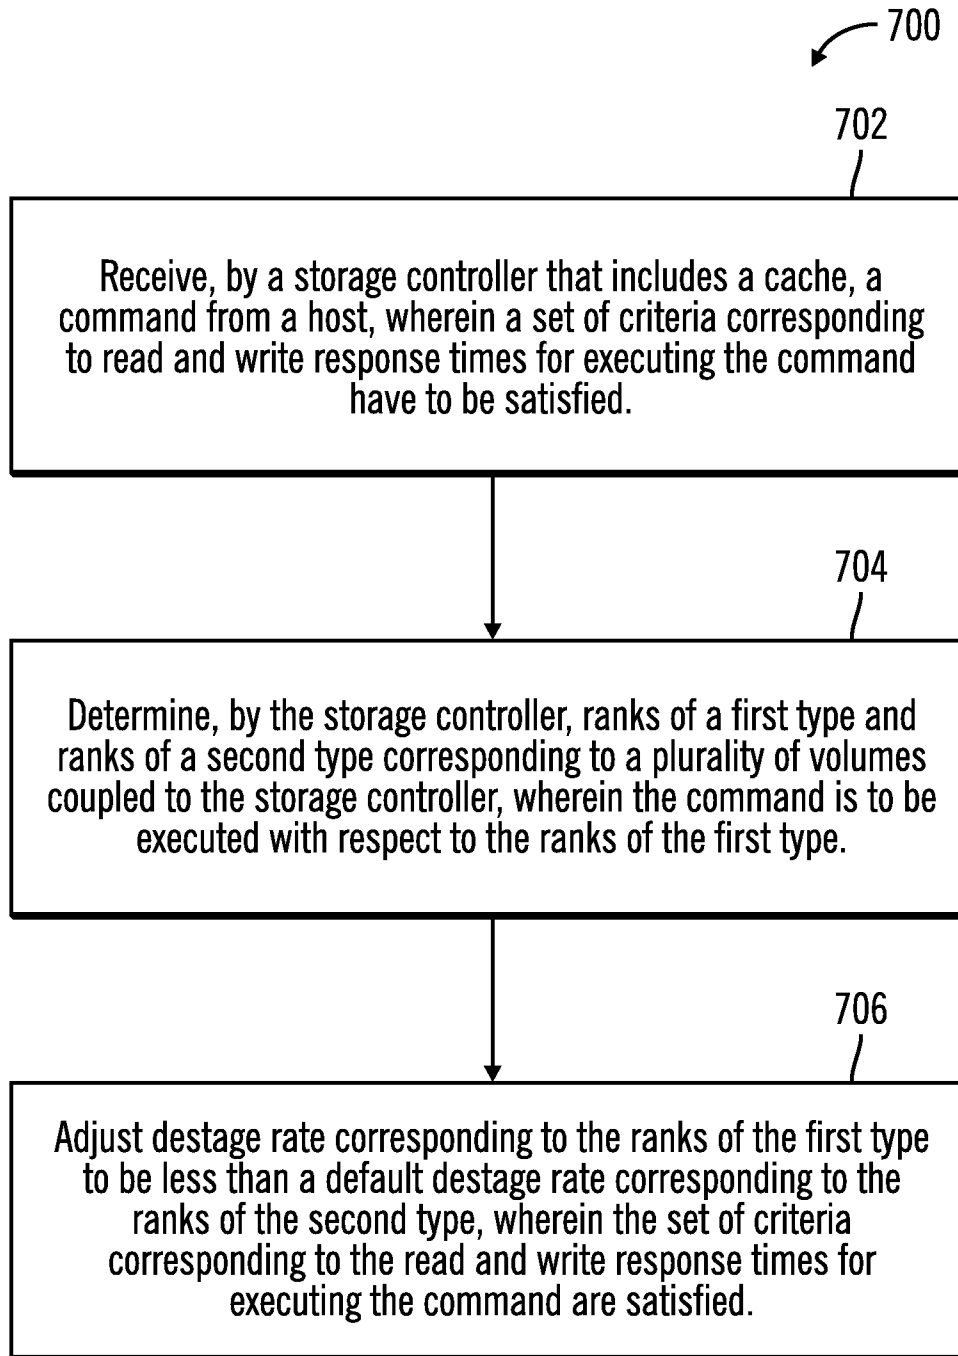 700
702
Receive, by a storage controller that includes a cache, a
command from a host, wherein a set of criteria corresponding
to read and write response times for executing the command
have to be satisfied.
704
Determine, by the storage controller, ranks of a first type and
ranks of a second type corresponding to a plurality of volumes
coupled to the storage controller, wherein the command is to be
executed with respect to the ranks of the first type.
706
Adjust destage rate corresponding to the ranks of the first type
to be less than a default destage rate corresponding to the
ranks of the second type, wherein the set of criteria
corresponding to the read and write response times for
executing the command are satisfied.